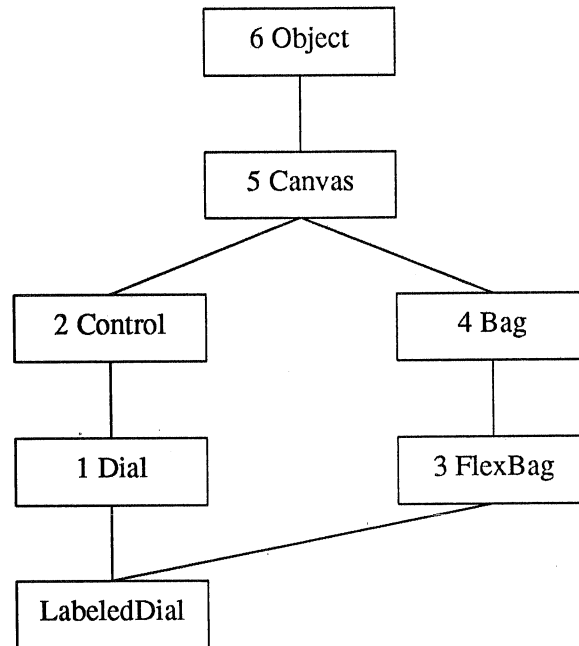 6 Object
5 Canvas
2 Control
4 Bag
1 Dial
3 FlexBag
LabeledDial